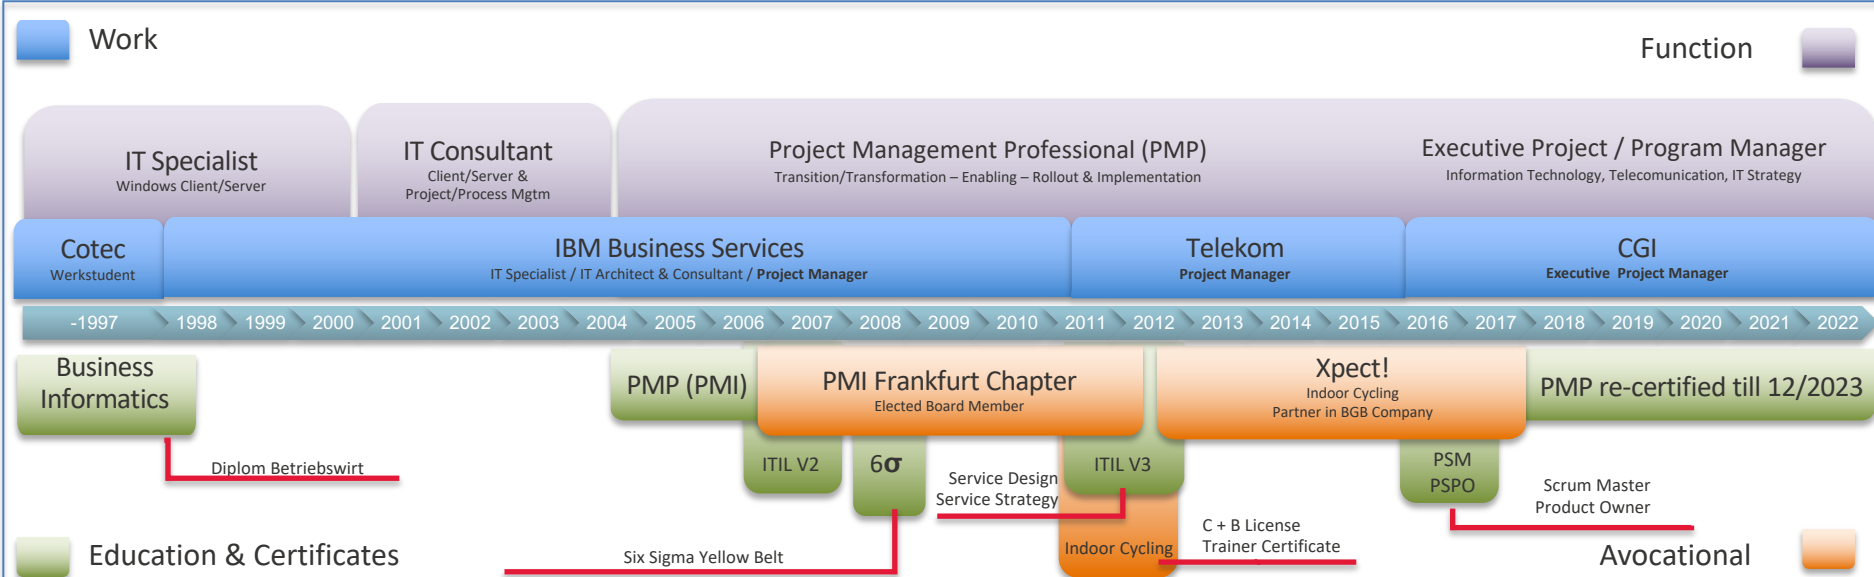 Work
Function
IT Specialist
Windows Client/Server
IT Consultant
Client/Server &
Project/Process Mgtm
Project Management Professional (PMP)
Transition/Transformation – Enabling – Rollout & Implementation
Executive Project / Program Manager
Information Technology, Telecomunication, IT Strategy
Cotec
Werkstudent
IBM Business Services
IT Specialist / IT Architect & Consultant / Project Manager
Telekom
Project Manager
CGI
Executive Project Manager
-1997 1998 1999 2000 2001 2002 2003 2004 2005 2006 2007 2008 2009 2010 2011 2012 2013 2014 2015 2016 2017 2018 2019 2020 2021 2022
Business
Informatics
PMP (PMI)
PMI Frankfurt Chapter
Elected Board Member
Xpect!
Indoor Cycling
Partner in BGB Company
PMP re-certified till 12/2023
Diplom Betriebswirt
ITIL V2
6σ
Service Design
Service Strategy
ITIL V3
PSM
PSPO
Scrum Master
Product Owner
C + B License
Trainer Certificate
Indoor Cycling
Six Sigma Yellow Belt
Education & Certificates
Avocational